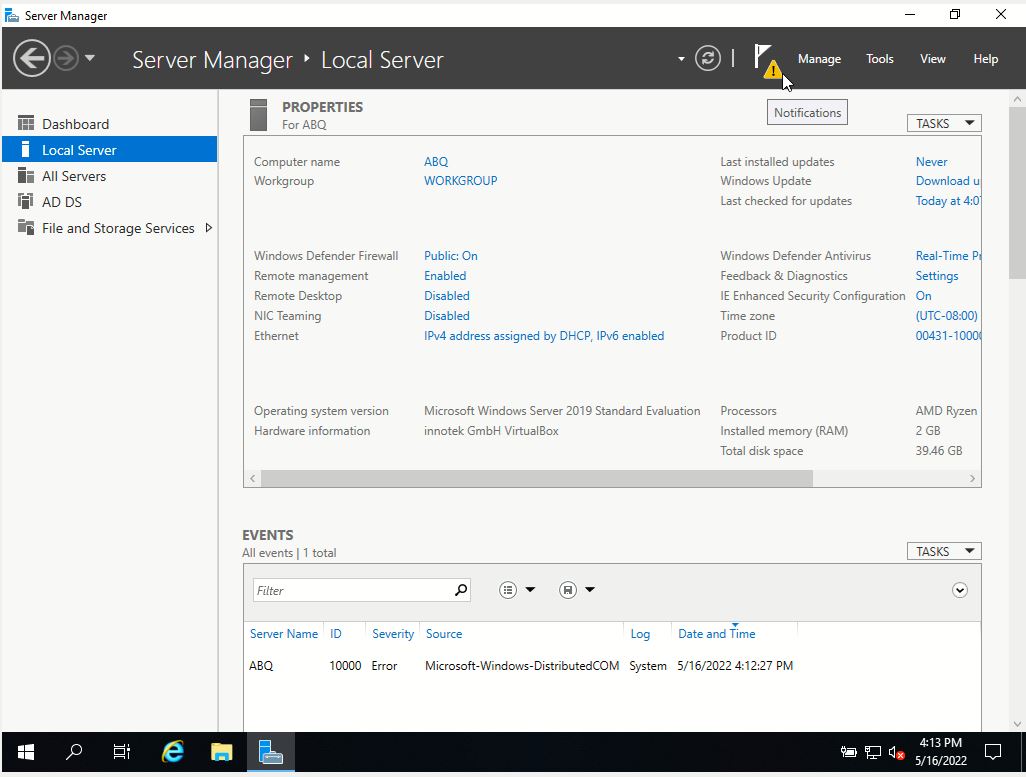 Server Manager
Server Manager ‣ Local Server
Manage Tools View Help
Notifications
Dashboard
Local Server
All Servers
AD DS
File and Storage Services
PROPERTIES
For ABQ
TASKS
Computer name ABQ Last installed updates Never
Workgroup WORKGROUP Windows Update Download u
Last checked for updates Today at 4:07
Windows Defender Firewall Public: On Windows Defender Antivirus Real-Time Pr
Remote management Enabled Feedback & Diagnostics Settings
Remote Desktop Disabled IE Enhanced Security Configuration On
NIC Teaming Disabled Time zone (UTC-08:00)
Ethernet IPv4 address assigned by DHCP, IPv6 enabled Product ID 00431-10000
Operating system version Microsoft Windows Server 2019 Standard Evaluation Processors AMD Ryzen
Hardware information innotek GmbH VirtualBox Installed memory (RAM) 2 GB
Total disk space 39.46 GB
EVENTS
All events | 1 total
TASKS
Filter
Server Name ID Severity Source Log Date and Time
ABQ 10000 Error Microsoft-Windows-DistributedCOM System 5/16/2022 4:12:27 PM
4:13 PM
5/16/2022